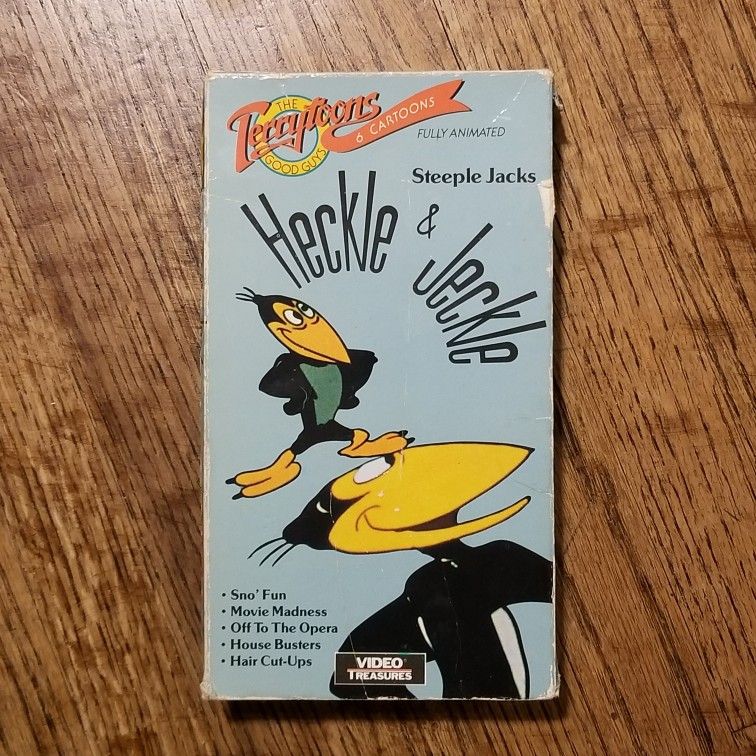 THE
Terrytoons
GOOD GUYS
6 CARTOONS
FULLY ANIMATED
Steeple Jacks
Heckle & Jeckle
• Sno' Fun
• Movie Madness
• Off To The Opera
• House Busters
• Hair Cut-Ups
VIDEO
TREASURES